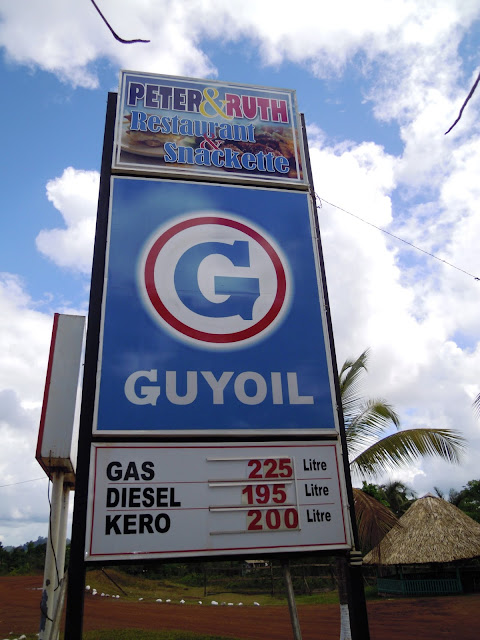 PETER & RUTH
Restaurant
&
Snackette
G
GUYOIL
GAS 225 Litre
DIESEL 195 Litre
KERO 200 Litre